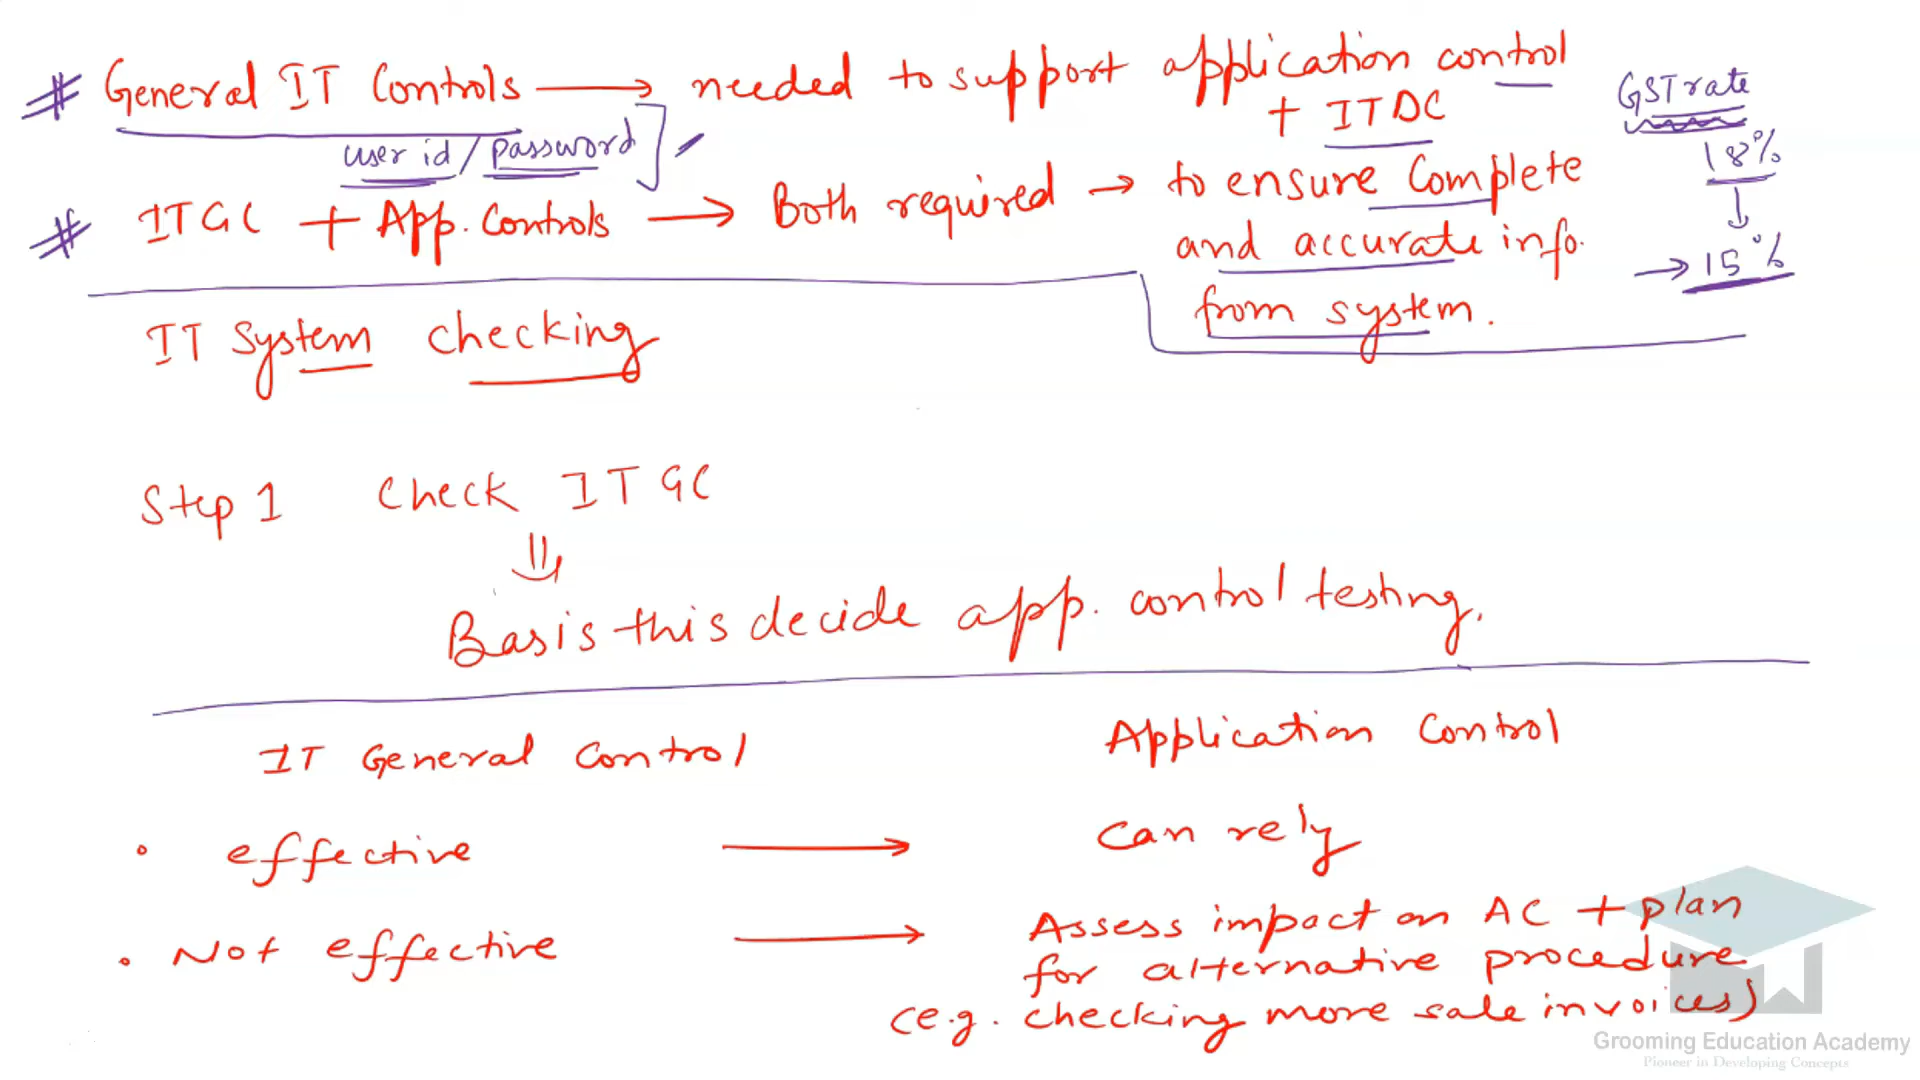 # General IT Controls → needed to support application control
+ ITDC
user id / password
GST rate
18%
↓
→ 15%
# ITGC + App. Controls → Both required → to ensure Complete
and accurate info.
from system.
IT System checking
Step 1 Check ITGC
⇓
Basis this decide app. control testing.
IT General Control Application Control
• effective → Can rely
• Not effective → Assess impact on AC + plan
for alternative procedure
(e.g. checking more sale invoices)
Grooming Education Academy
Pioneer in Developing Concepts